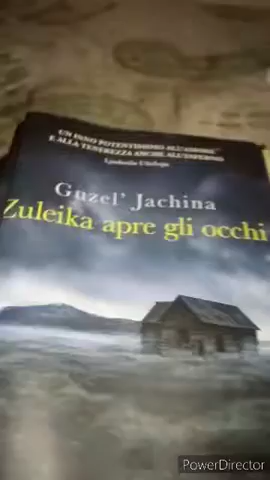 UN INNO POTENTISSIMO ALL'AMORE
E ALLA TENEREZZA ANCHE ALL'INFERNO
Ljudmila Ulickaja
Guzel' Jachina
Zuleika apre gli occhi
PowerDirector